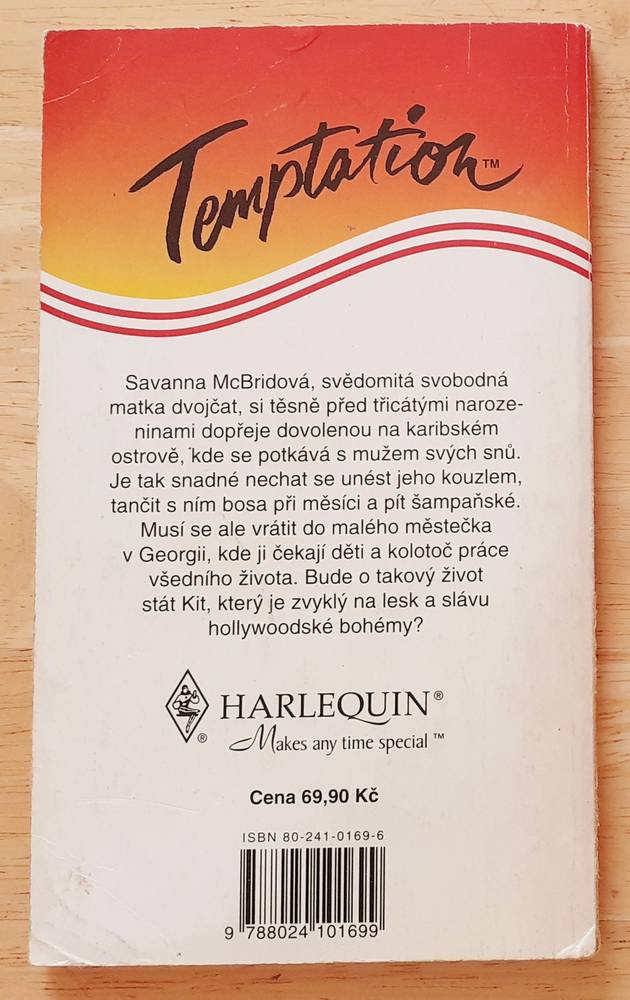 Temptation™
Savanna McBridová, svědomitá svobodná
matka dvojčat, si těsně před třicátými naroze-
ninami dopřeje dovolenou na karibském
ostrově, kde se potkává s mužem svých snů.
Je tak snadné nechat se unést jeho kouzlem,
tančit s ním bosa při měsíci a pít šampaňské.
Musí se ale vrátit do malého městečka
v Georgii, kde ji čekají děti a kolotoč práce
všedního života. Bude o takový život
stát Kit, který je zvyklý na lesk a slávu
hollywoodské bohémy?
® HARLEQUIN®
Makes any time special™
Cena 69,90 Kč
ISBN 80-241-0169-6
9 788024 101699